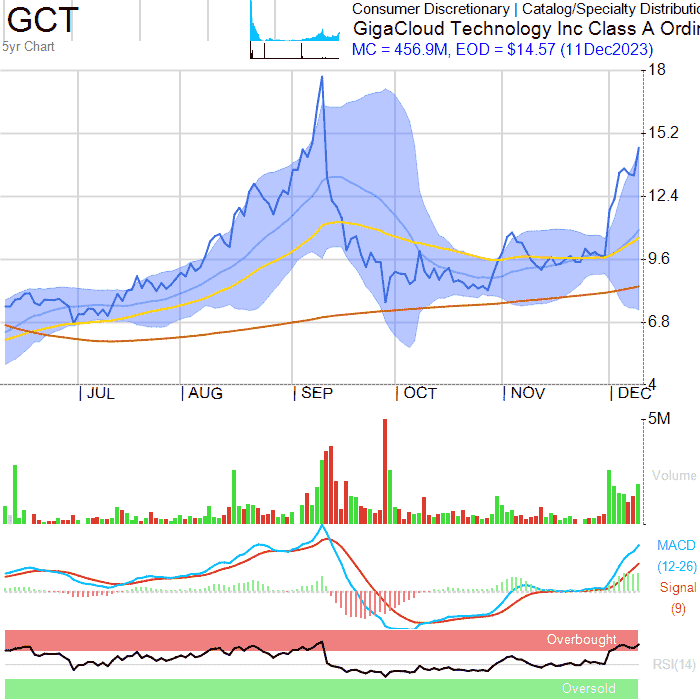 GCT
5yr Chart
Consumer Discretionary | Catalog/Specialty Distributio
GigaCloud Technology Inc Class A Ordin
MC = 456.9M, EOD = $14.57 (11Dec2023)
18
15.2
12.4
9.6
6.8
4
JUL AUG SEP OCT NOV DEC
5M
Volume
MACD
(12-26)
Signal
(9)
Overbought
RSI(14)
Oversold